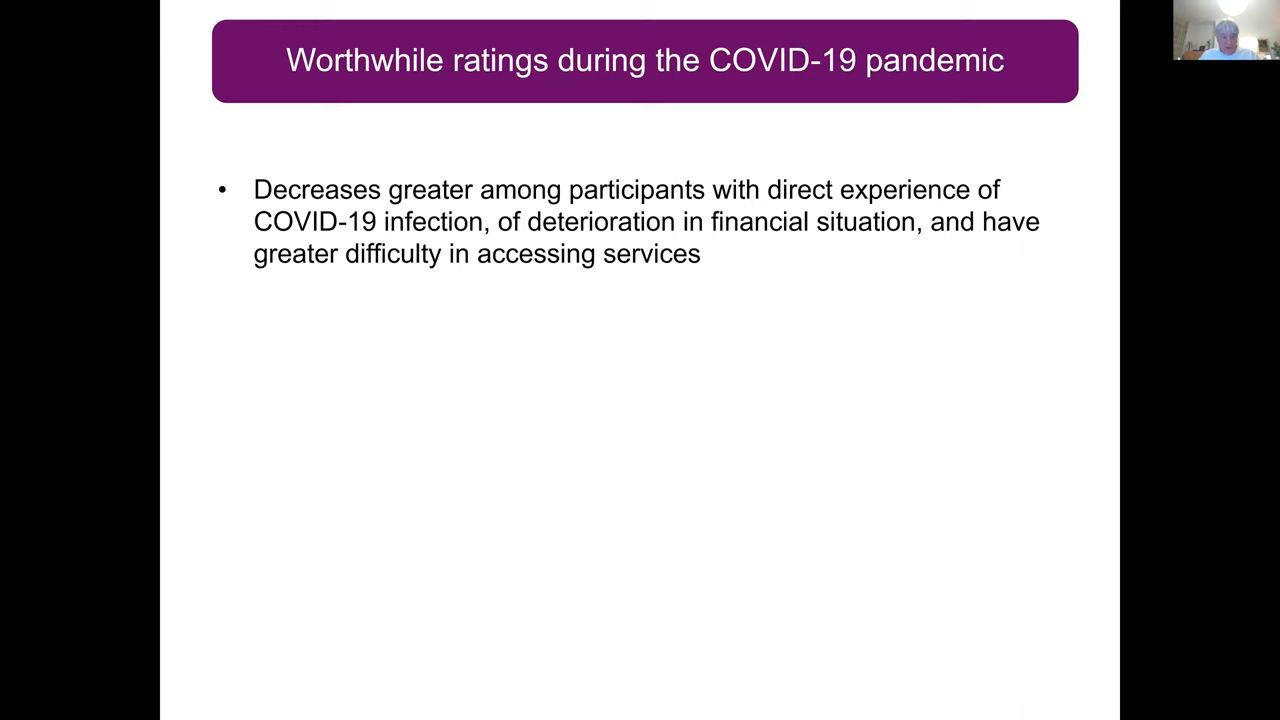 Worthwhile ratings during the COVID-19 pandemic
• Decreases greater among participants with direct experience of
COVID-19 infection, of deterioration in financial situation, and have
greater difficulty in accessing services